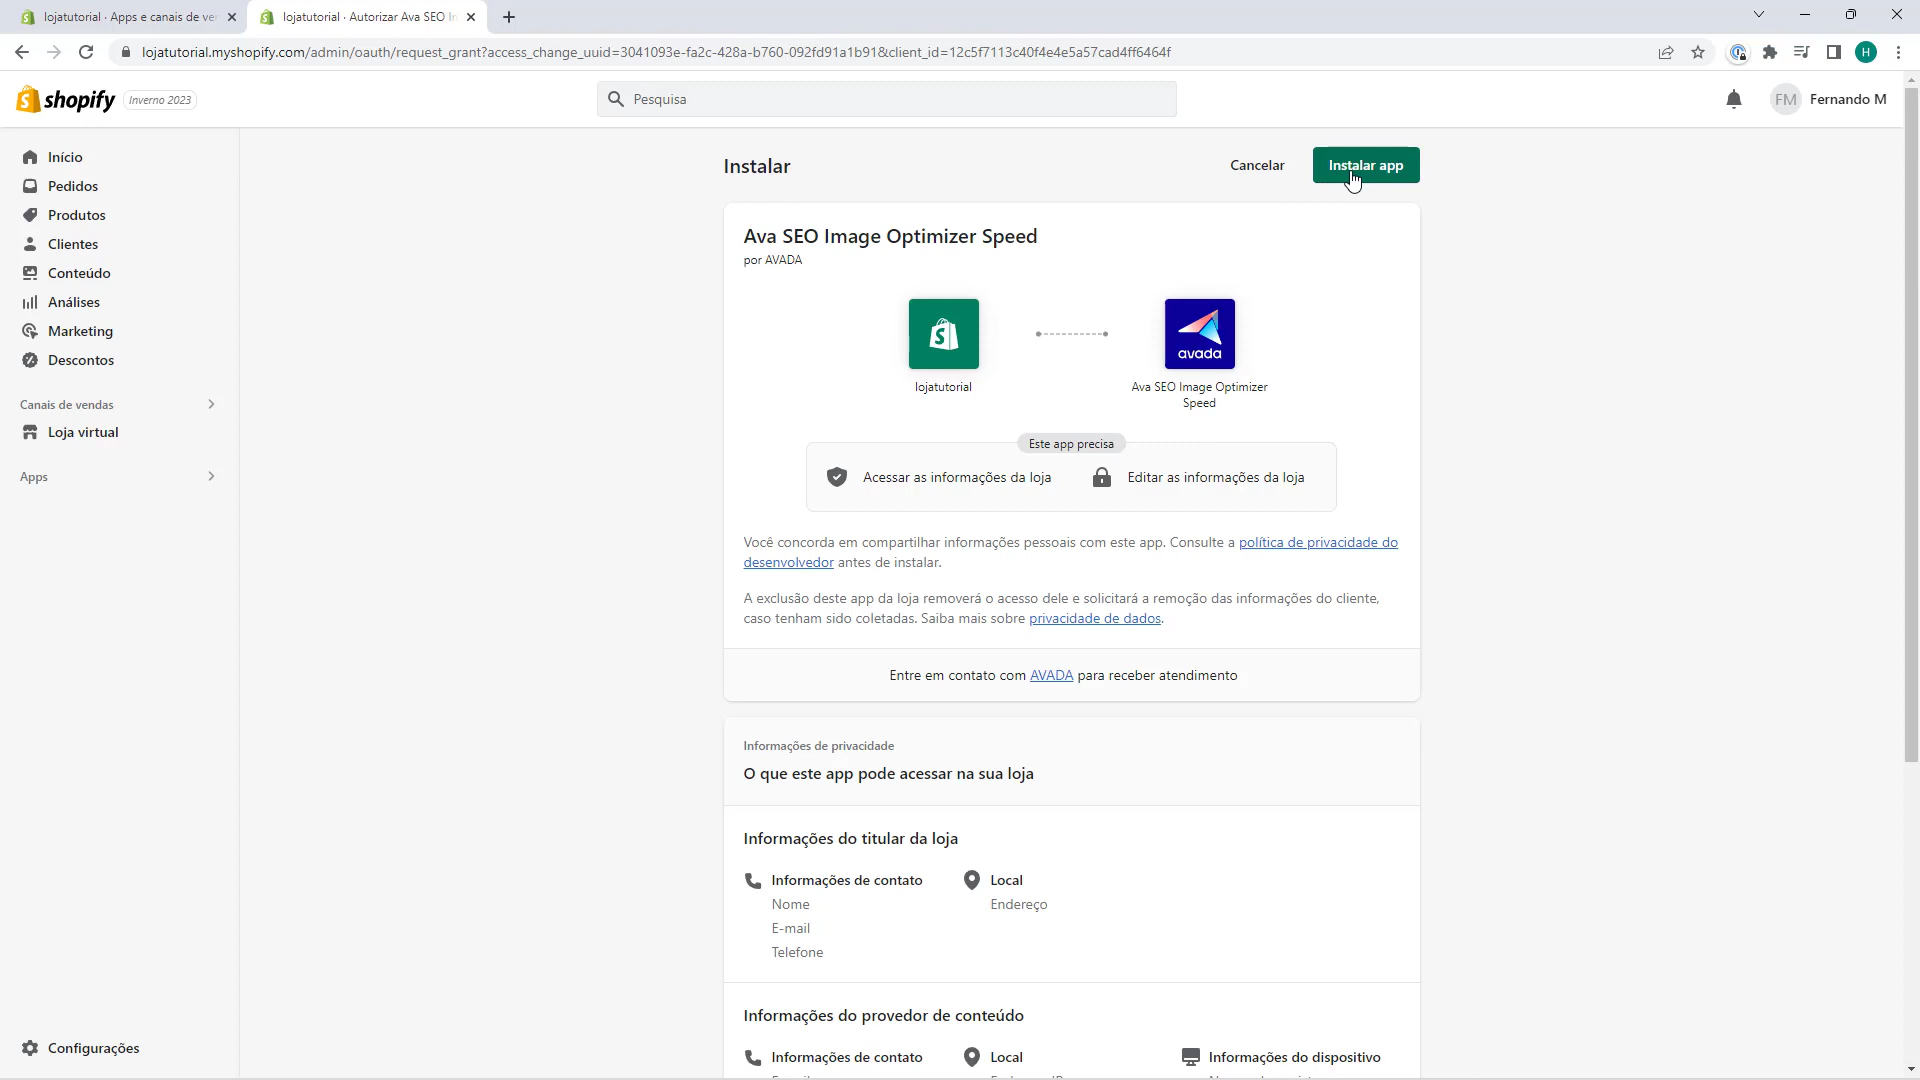 lojatutorial · Apps e canais de ve
lojatutorial · Autorizar Ava SEO I
lojatutorial.myshopify.com/admin/oauth/request_grant?access_change_uuid=3041093e-fa2c-428a-b760-092fd91a1b91&client_id=12c5f7113c40f4e4e5a57cad4ff6464f
H
shopify
Inverno 2023
Pesquisa
FM
Fernando M
Início
Pedidos
Produtos
Clientes
Conteúdo
Análises
Marketing
Descontos
Canais de vendas
Loja virtual
Apps
Configurações
Instalar
Cancelar
Instalar app
Ava SEO Image Optimizer Speed
por AVADA
avada
lojatutorial
Ava SEO Image Optimizer
Speed
Este app precisa
Acessar as informações da loja
Editar as informações da loja
Você concorda em compartilhar informações pessoais com este app. Consulte a política de privacidade do
desenvolvedor antes de instalar.
A exclusão deste app da loja removerá o acesso dele e solicitará a remoção das informações do cliente,
caso tenham sido coletadas. Saiba mais sobre privacidade de dados.
Entre em contato com AVADA para receber atendimento
Informações de privacidade
O que este app pode acessar na sua loja
Informações do titular da loja
Informações de contato
Nome
E-mail
Telefone
Local
Endereço
Informações do provedor de conteúdo
Informações de contato
Local
Informações do dispositivo